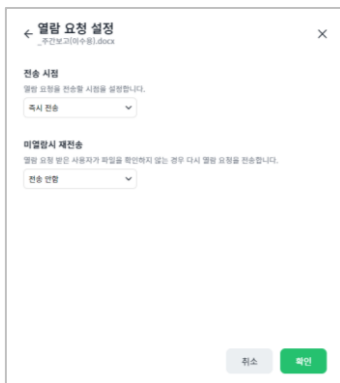 열람 요청 설정
_주간보고(이수용).docx
전송 시점
열람 요청을 전송할 시점을 설정합니다.
즉시 전송
미열람시 재전송
열람 요청 받은 사용자가 파일을 확인하지 않는 경우 다시 열람 요청을 전송합니다.
전송 안함
취소
확인